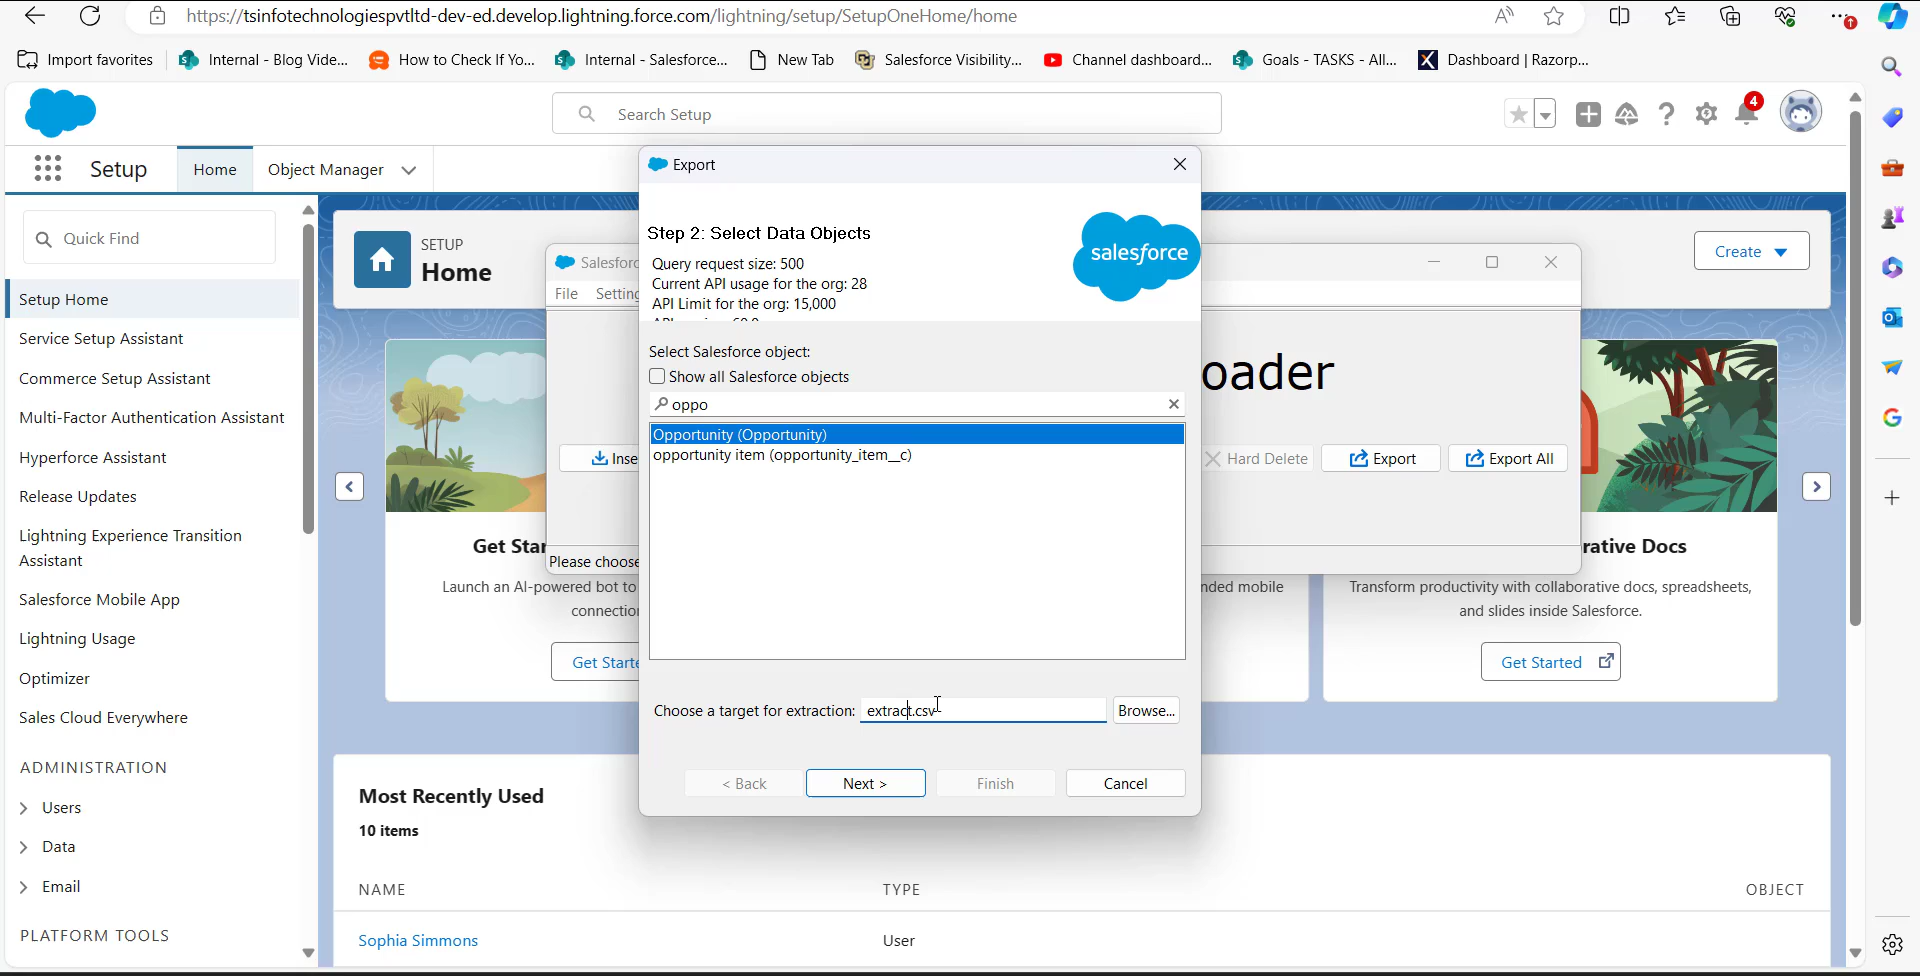 https://tsinfotechnologiespvtltd-dev-ed.develop.lightning.force.com/lightning/setup/SetupOneHome/home
Import favorites
Internal - Blog Vide...
How to Check If Yo...
Internal - Salesforce...
New Tab
Salesforce Visibility...
Channel dashboard...
Goals - TASKS - All...
Dashboard | Razorp...
Search Setup
4
Setup
Home
Object Manager
Quick Find
Setup Home
Service Setup Assistant
Commerce Setup Assistant
Multi-Factor Authentication Assistant
Hyperforce Assistant
Release Updates
Lightning Experience Transition
Assistant
Salesforce Mobile App
Lightning Usage
Optimizer
Sales Cloud Everywhere
ADMINISTRATION
Users
Data
Email
PLATFORM TOOLS
SETUP
Home
Create
Salesforc
File Setting
oader
Inse
Hard Delete
Export
Export All
Please choose
Export
Step 2: Select Data Objects
salesforce
Query request size: 500
Current API usage for the org: 28
API Limit for the org: 15,000
Select Salesforce object:
Show all Salesforce objects
oppo
Opportunity (Opportunity)
opportunity item (opportunity_item__c)
Choose a target for extraction:
extract.csv
Browse...
< Back
Next >
Finish
Cancel
Get Star
Launch an AI-powered bot to
connection
Get Starte
nded mobile
rative Docs
Transform productivity with collaborative docs, spreadsheets,
and slides inside Salesforce.
Get Started
Most Recently Used
10 items
NAME
TYPE
OBJECT
Sophia Simmons
User